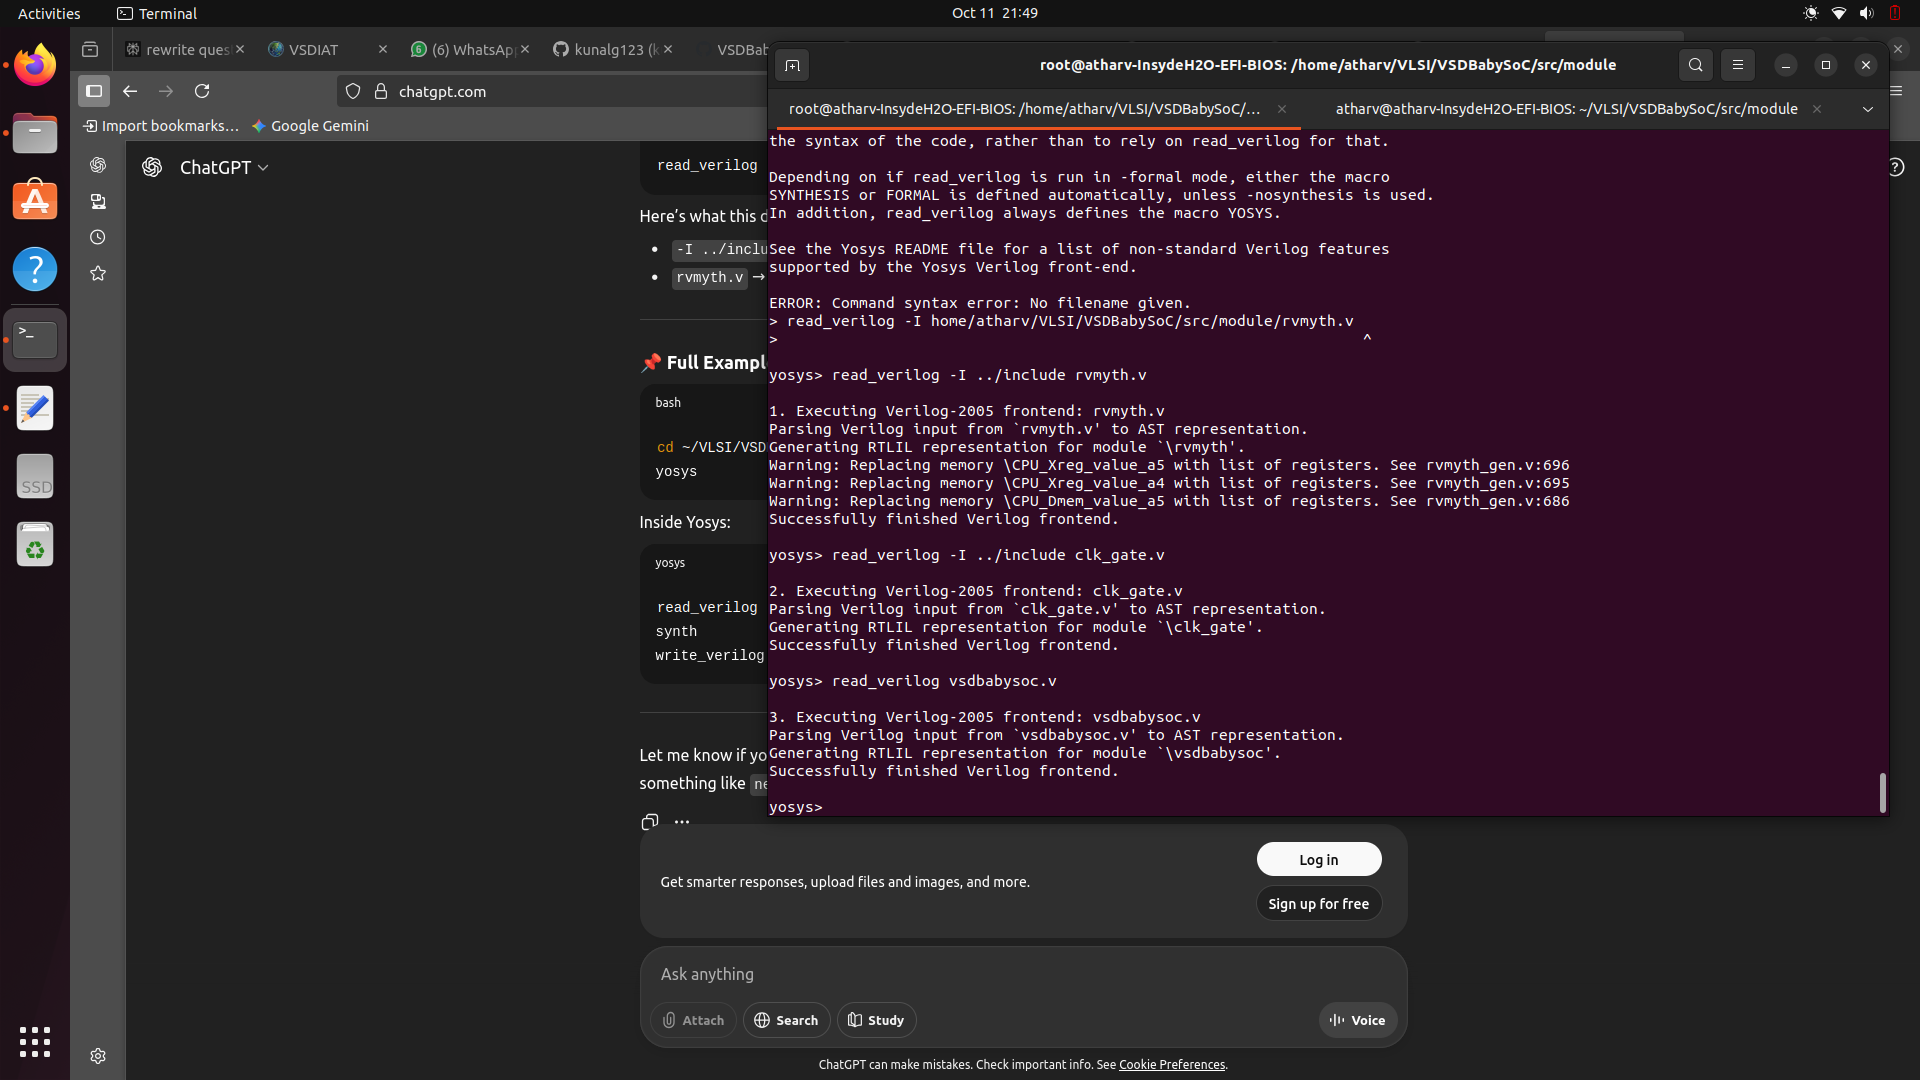 Activities
Terminal
Oct 11 21:49
rewrite ques
VSDIAT
(6) WhatsApp
kunalg123 (k
VSDBab
chatgpt.com
Import bookmarks…
Google Gemini
ChatGPT
read_verilog
Here’s what this d
-I ../inclu
rvmyth.v →
📌 Full Exampl
bash
cd ~/VLSI/VSD
yosys
Inside Yosys:
yosys
read_verilog
synth
write_verilog
Let me know if yo
something like ne
Get smarter responses, upload files and images, and more.
Log in
Sign up for free
Ask anything
Attach
Search
Study
Voice
ChatGPT can make mistakes. Check important info. See Cookie Preferences.
SSD
root@atharv-InsydeH2O-EFI-BIOS: /home/atharv/VLSI/VSDBabySoC/src/module
root@atharv-InsydeH2O-EFI-BIOS: /home/atharv/VLSI/VSDBabySoC/…
atharv@atharv-InsydeH2O-EFI-BIOS: ~/VLSI/VSDBabySoC/src/module
the syntax of the code, rather than to rely on read_verilog for that.
Depending on if read_verilog is run in -formal mode, either the macro
SYNTHESIS or FORMAL is defined automatically, unless -nosynthesis is used.
In addition, read_verilog always defines the macro YOSYS.
See the Yosys README file for a list of non-standard Verilog features
supported by the Yosys Verilog front-end.
ERROR: Command syntax error: No filename given.
> read_verilog -I home/atharv/VLSI/VSDBabySoC/src/module/rvmyth.v
> ^
yosys> read_verilog -I ../include rvmyth.v
1. Executing Verilog-2005 frontend: rvmyth.v
Parsing Verilog input from `rvmyth.v' to AST representation.
Generating RTLIL representation for module `\rvmyth'.
Warning: Replacing memory \CPU_Xreg_value_a5 with list of registers. See rvmyth_gen.v:696
Warning: Replacing memory \CPU_Xreg_value_a4 with list of registers. See rvmyth_gen.v:695
Warning: Replacing memory \CPU_Dmem_value_a5 with list of registers. See rvmyth_gen.v:686
Successfully finished Verilog frontend.
yosys> read_verilog -I ../include clk_gate.v
2. Executing Verilog-2005 frontend: clk_gate.v
Parsing Verilog input from `clk_gate.v' to AST representation.
Generating RTLIL representation for module `\clk_gate'.
Successfully finished Verilog frontend.
yosys> read_verilog vsdbabysoc.v
3. Executing Verilog-2005 frontend: vsdbabysoc.v
Parsing Verilog input from `vsdbabysoc.v' to AST representation.
Generating RTLIL representation for module `\vsdbabysoc'.
Successfully finished Verilog frontend.
yosys>